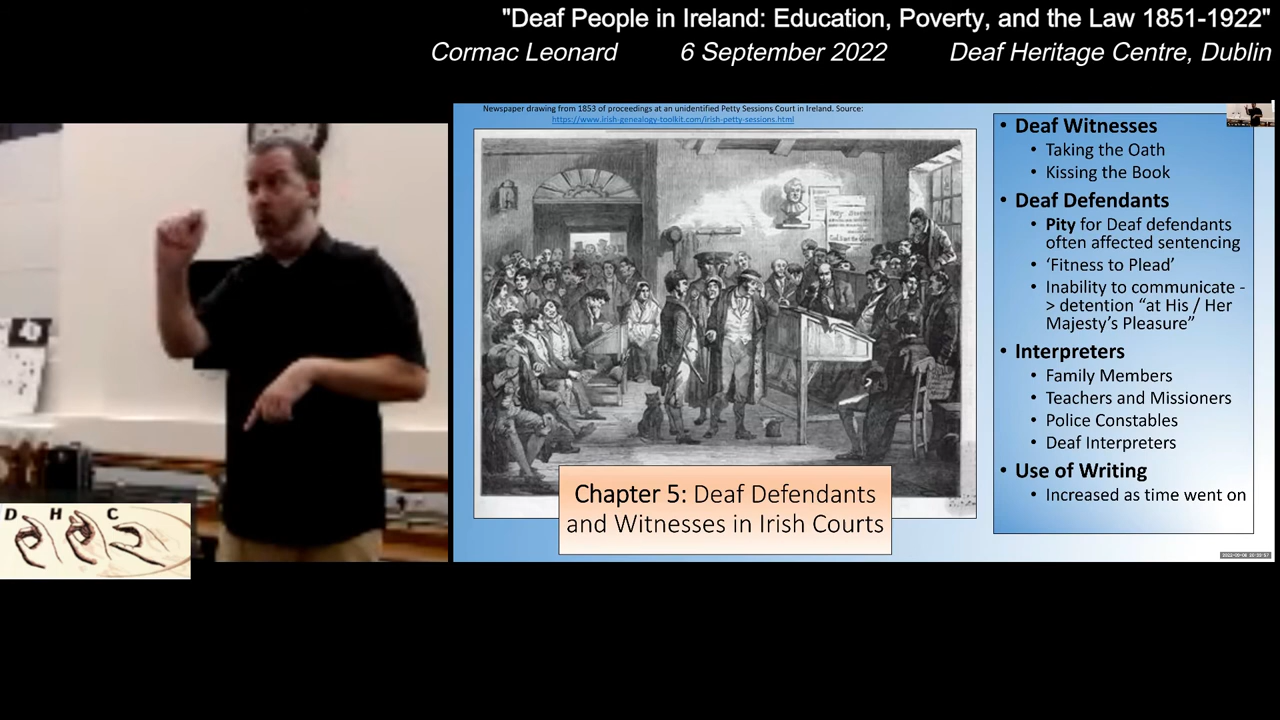 "Deaf People in Ireland: Education, Poverty, and the Law 1851-1922"
Cormac Leonard 6 September 2022 Deaf Heritage Centre, Dublin
Newspaper drawing from 1853 of proceedings at an unidentified Petty Sessions Court in Ireland. Source:
https://www.irish-genealogy-toolkit.com/irish-petty-sessions.html
• Deaf Witnesses
• Taking the Oath
• Kissing the Book
• Deaf Defendants
• Pity for Deaf defendants
often affected sentencing
• ‘Fitness to Plead’
• Inability to communicate -
> detention “at His / Her
Majesty’s Pleasure”
• Interpreters
• Family Members
• Teachers and Missioners
• Police Constables
• Deaf Interpreters
• Use of Writing
• Increased as time went on
Chapter 5: Deaf Defendants
and Witnesses in Irish Courts
D H C